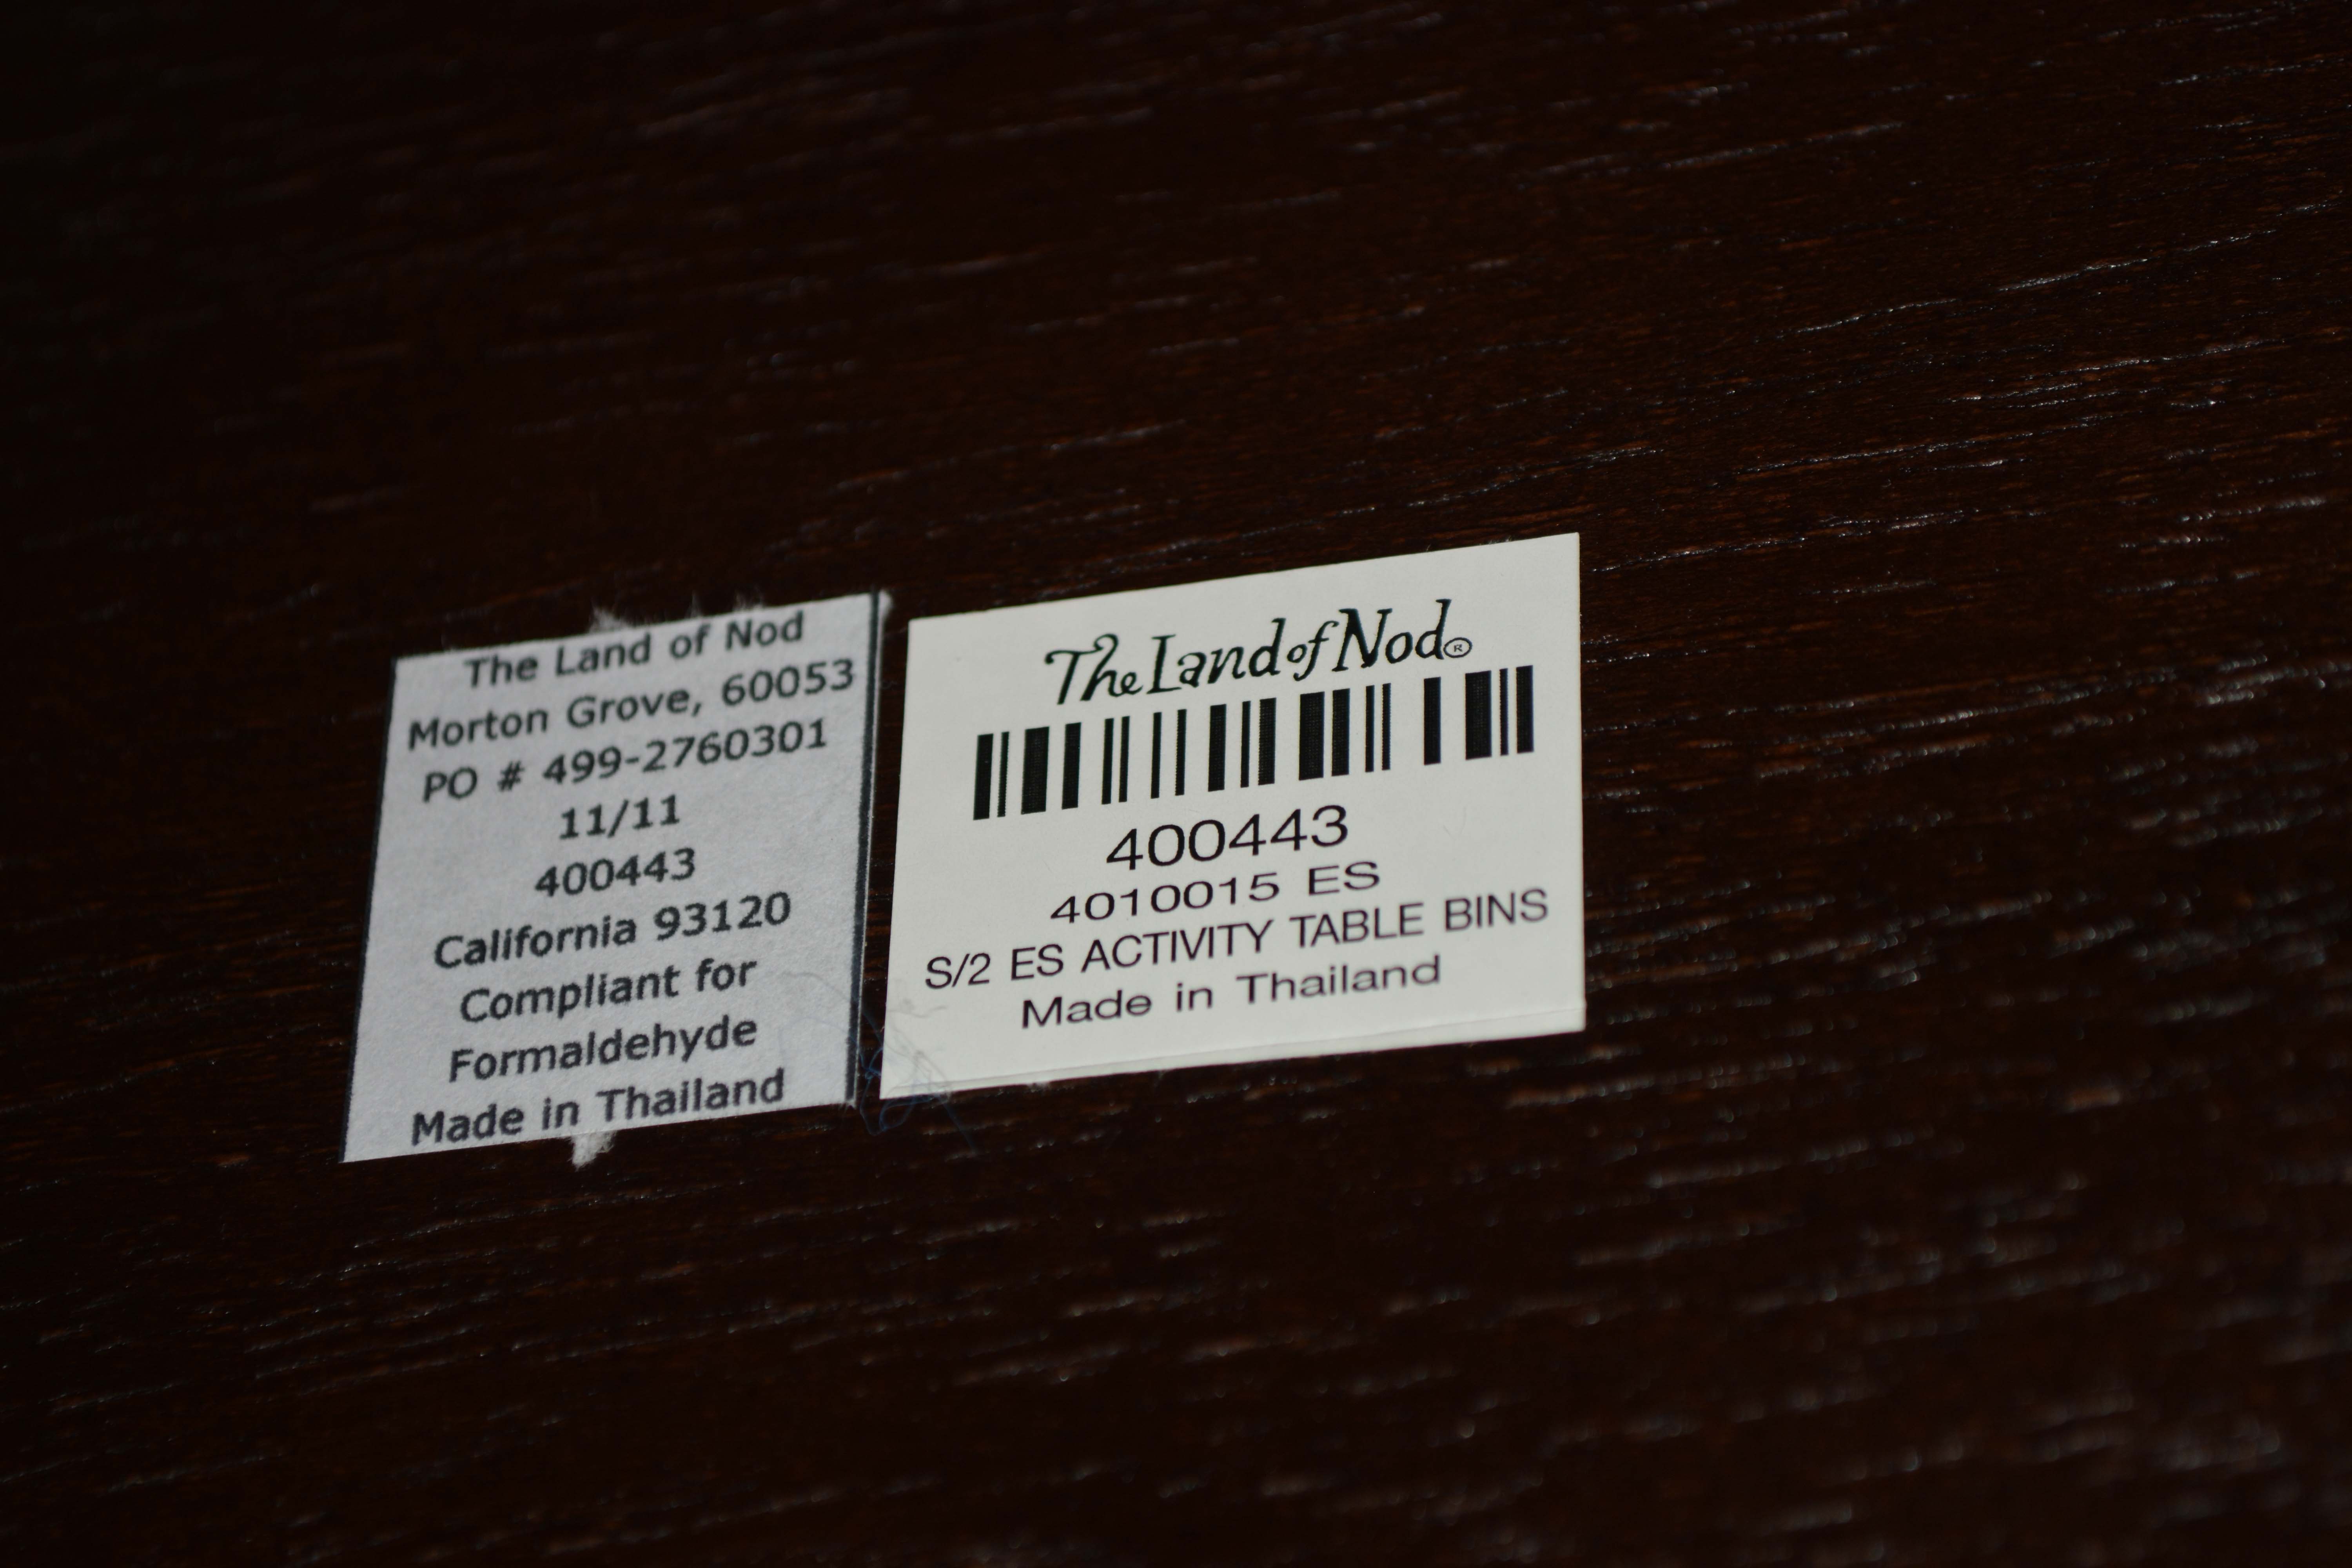 The Land of Nod
Morton Grove, 60053
PO # 499-2760301
11/11
400443
California 93120
Compliant for
Formaldehyde
Made in Thailand
The Land of Nod®
400443
4010015 ES
S/2 ES ACTIVITY TABLE BINS
Made in Thailand